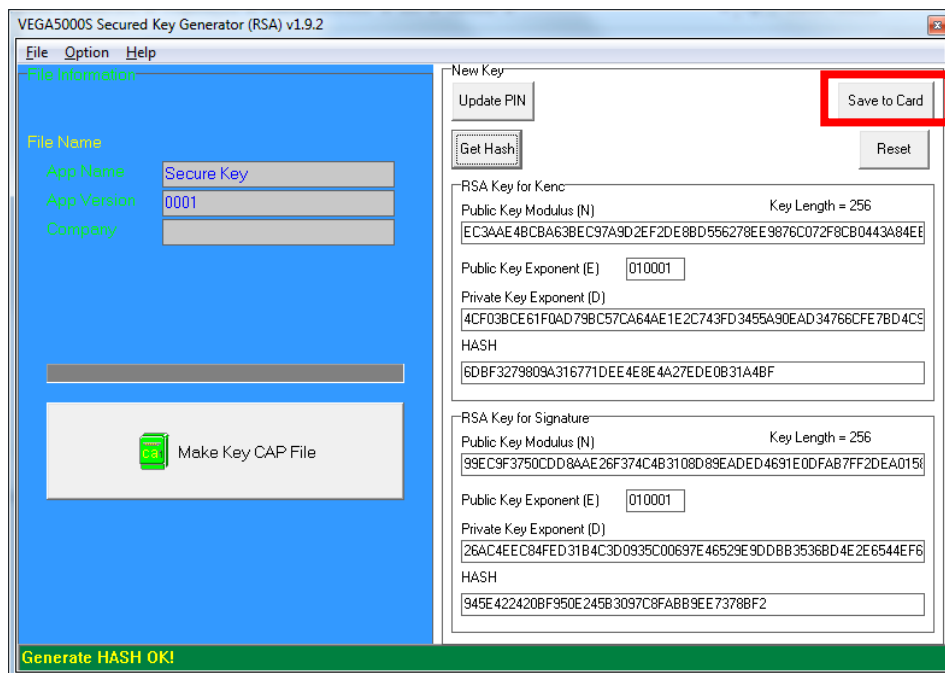 VEGA5000S Secured Key Generator (RSA) v1.9.2
File Option Help
File Information
File Name
App Name Secure Key
App Version 0001
Company
Make Key CAP File
New Key
Update PIN
Save to Card
Get Hash
Reset
RSA Key for Kenc
Public Key Modulus (N) Key Length = 256
EC3AAE4BCBA63BEC97A9D2EF2DE8BD556278EE9876C072F8CB0443A84EE
Public Key Exponent (E) 010001
Private Key Exponent (D)
4CF03BCE61F0AD79BC57CA64AE1E2C743FD3455A90EAD34766CFE7BD4C9
HASH
6DBF3279809A316771DEE4E8E4A27EDE0B31A4BF
RSA Key for Signature
Public Key Modulus (N) Key Length = 256
99EC9F3750CDD8AAE26F374C4B3108D89EADED4691E0DFAB7FF2DEA0158
Public Key Exponent (E) 010001
Private Key Exponent (D)
26AC4EEC84FED31B4C3D0935C00697E46529E9DDBB3536BD4E2E6544EF6
HASH
945E422420BF950E245B3097C8FABB9EE7378BF2
Generate HASH OK!